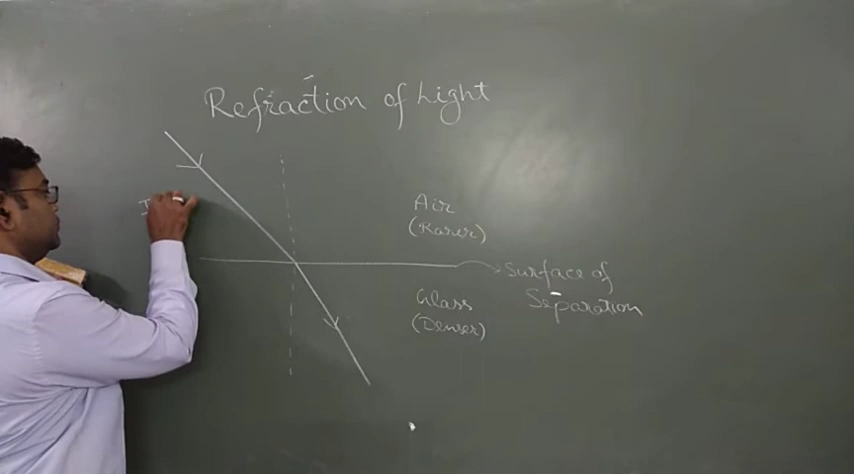 Refraction of Light
Air
(Rarer)
Surface of
Separation
Glass
(Denser)
I